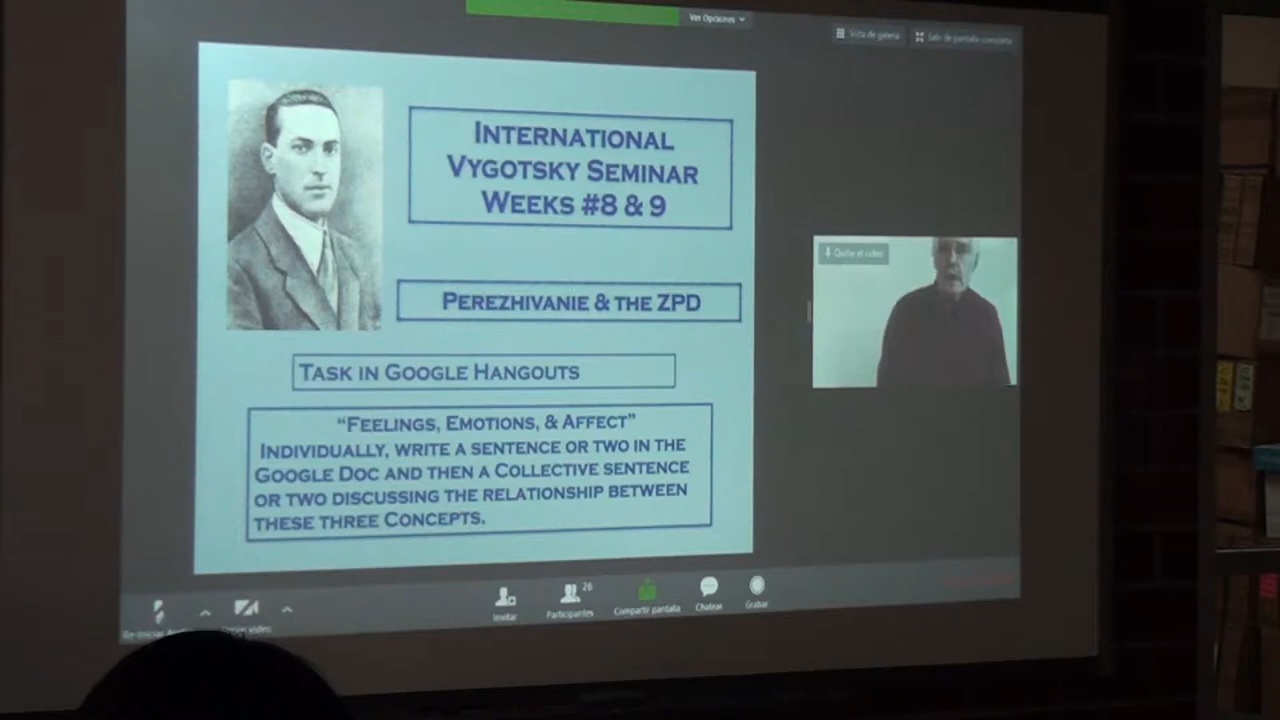 Ver Opciones
Vista de galería
Salir de pantalla completa
INTERNATIONAL
VYGOTSKY SEMINAR
WEEKS #8 & 9
PEREZHIVANIE & THE ZPD
Quitar el video
TASK IN GOOGLE HANGOUTS
“FEELINGS, EMOTIONS, & AFFECT”
INDIVIDUALLY, WRITE A SENTENCE OR TWO IN THE
GOOGLE DOC AND THEN A COLLECTIVE SENTENCE
OR TWO DISCUSSING THE RELATIONSHIP BETWEEN
THESE THREE CONCEPTS.
26
Invitar
Participantes
Compartir pantalla
Chatear
Grabar